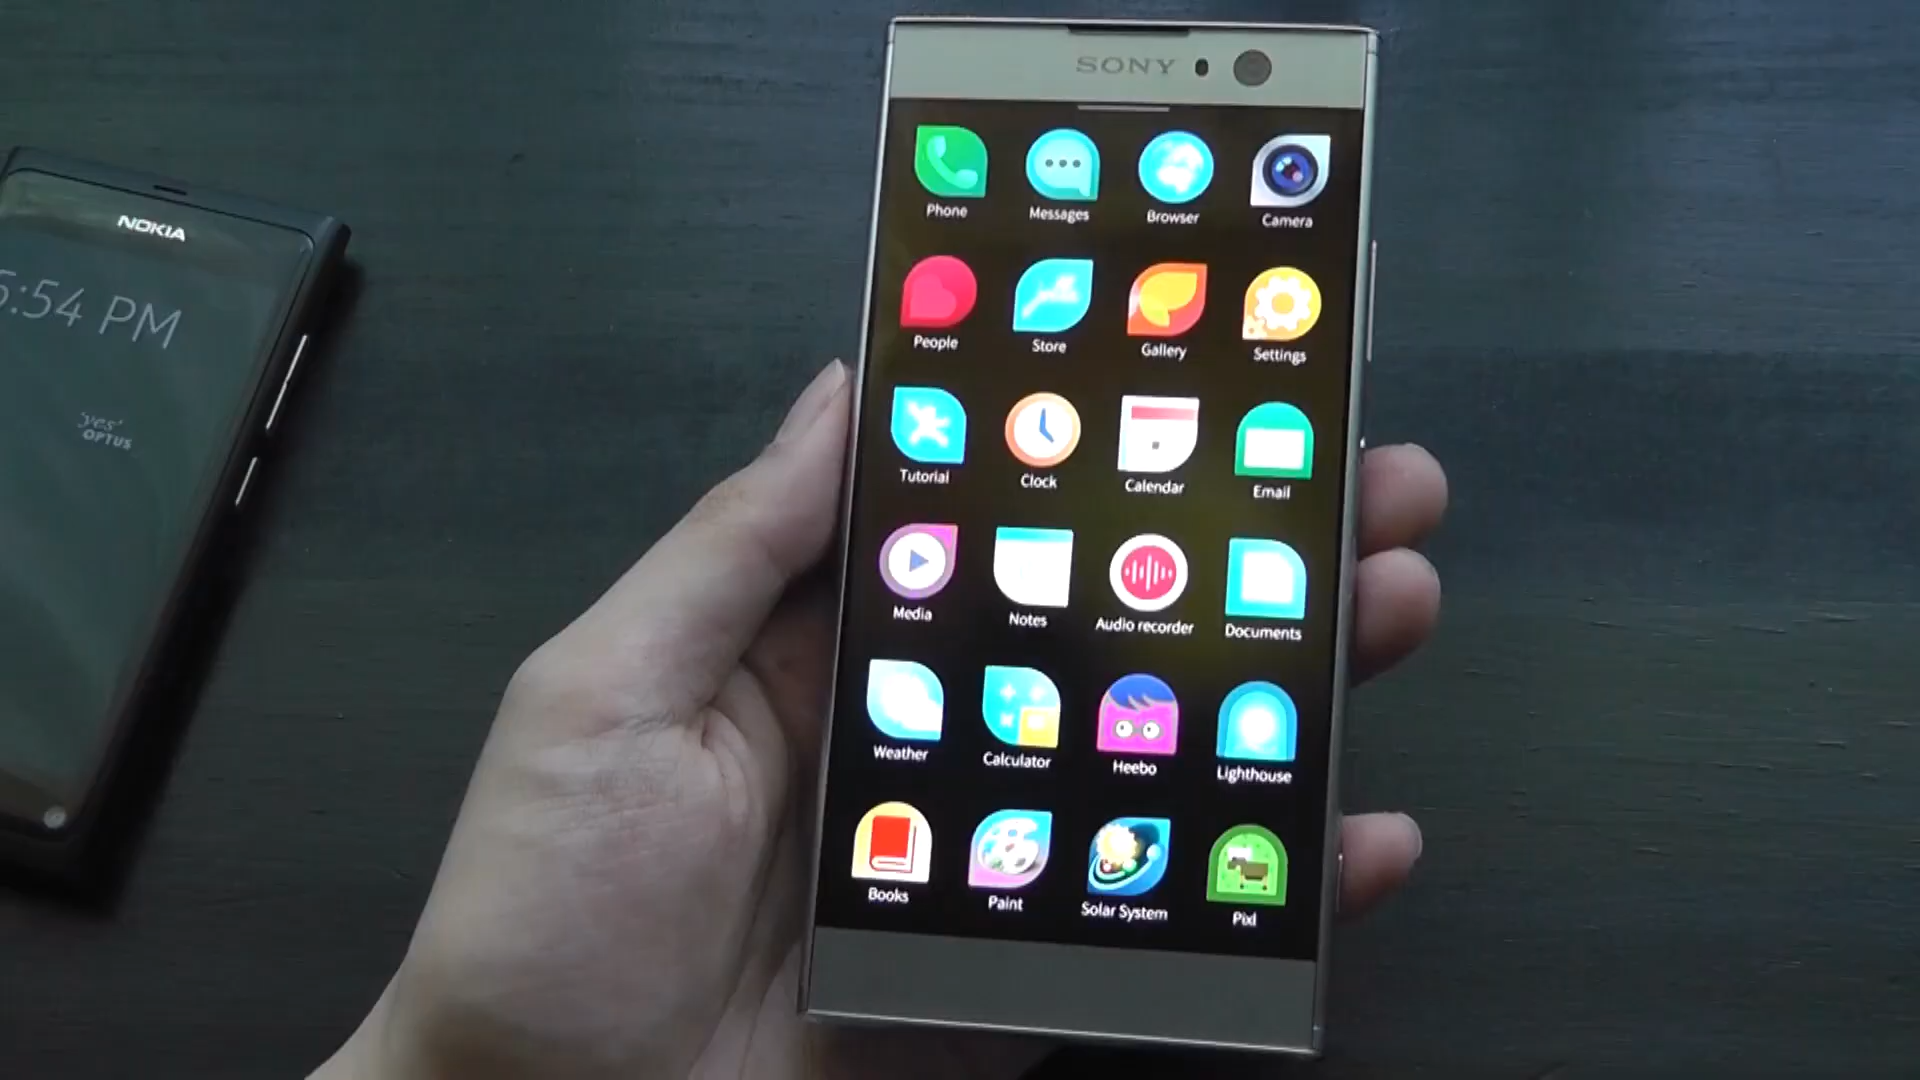 SONY
Phone
Messages
Browser
Camera
People
Store
Gallery
Settings
Tutorial
Clock
Calendar
Email
Media
Notes
Audio recorder
Documents
Weather
Calculator
Heebo
Lighthouse
Books
Paint
Solar System
Pixl
NOKIA
5:54 PM
'yes'
OPTUS